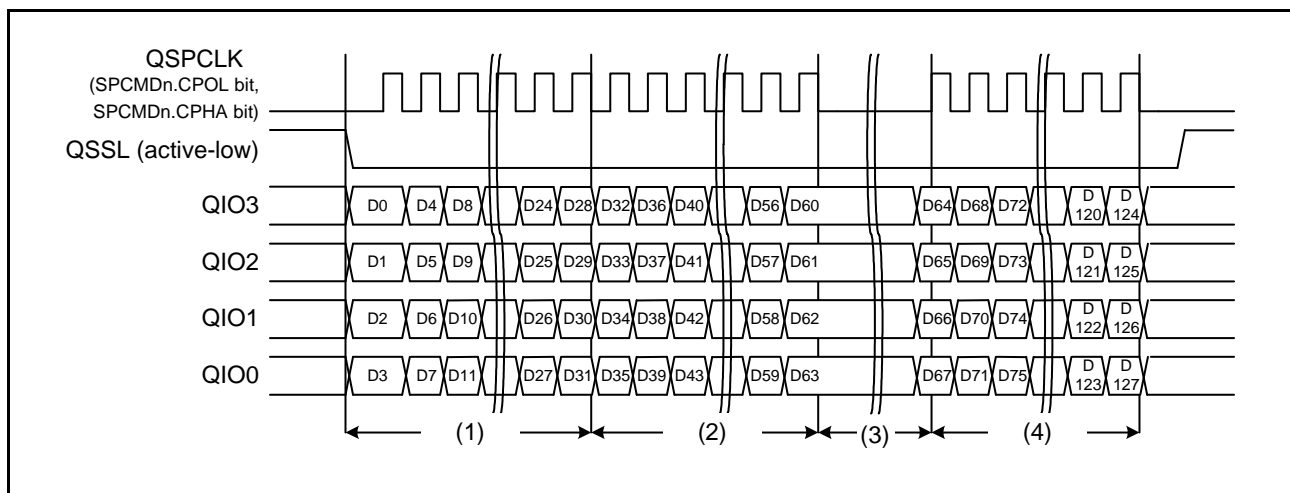 QSPCLK
(SPCMDn.CPOL bit,
SPCMDn.CPHA bit)
QSSL (active-low)
QIO3 D0 D4 D8 D24 D28 D32 D36 D40 D56 D60 D64 D68 D72 D 120 D 124
QIO2 D1 D5 D9 D25 D29 D33 D37 D41 D57 D61 D65 D69 D73 D 121 D 125
QIO1 D2 D6 D10 D26 D30 D34 D38 D42 D58 D62 D66 D70 D74 D 122 D 126
QIO0 D3 D7 D11 D27 D31 D35 D39 D43 D59 D63 D67 D71 D75 D 123 D 127
(1) (2) (3) (4)